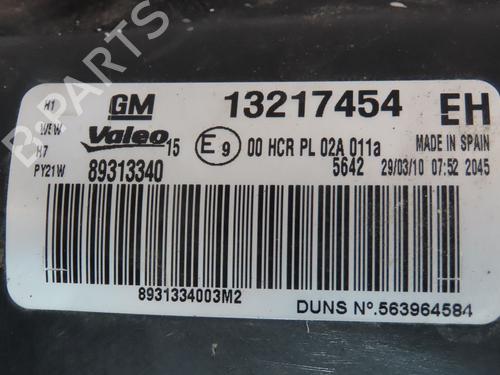 B-PARTS
H1 GM 13217454 EH
W5W Valeo 15 E9 00 HCR PL 02A 011a MADE IN SPAIN
H7
PY21W 89313340 5642 29/03/10 07:52 2045
8931334003M2
DUNS Nº.563964584